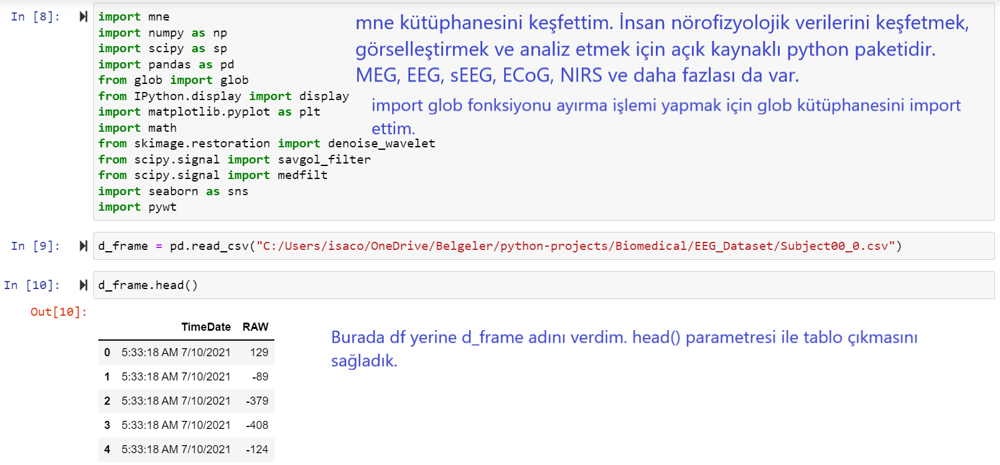 In [8]:
import mne
import numpy as np
import scipy as sp
import pandas as pd
from glob import glob
from IPython.display import display
import matplotlib.pyplot as plt
import math
from skimage.restoration import denoise_wavelet
from scipy.signal import savgol_filter
from scipy.signal import medfilt
import seaborn as sns
import pywt
mne kütüphanesini keşfettim. İnsan nörofizyolojik verilerini keşfetmek,
görselleştirmek ve analiz etmek için açık kaynaklı python paketidir.
MEG, EEG, sEEG, ECoG, NIRS ve daha fazlası da var.
import glob fonksiyonu ayırma işlemi yapmak için glob kütüphanesini import
ettim.
In [9]: d_frame = pd.read_csv("C:/Users/isaco/OneDrive/Belgeler/python-projects/Biomedical/EEG_Dataset/Subject00_0.csv")
In [10]: d_frame.head()
Out[10]:
TimeDate RAW
0 5:33:18 AM 7/10/2021 129
1 5:33:18 AM 7/10/2021 -89
2 5:33:18 AM 7/10/2021 -379
3 5:33:18 AM 7/10/2021 -408
4 5:33:18 AM 7/10/2021 -124
Burada df yerine d_frame adını verdim. head() parametresi ile tablo çıkmasını
sağladık.